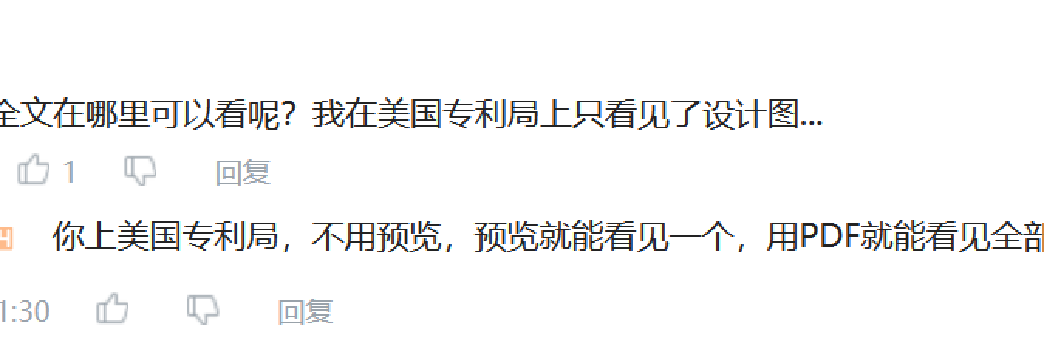 全文在哪里可以看呢？我在美国专利局上只看见了设计图...
1 回复
你上美国专利局，不用预览，预览就能看见一个，用PDF就能看见全部
1:30 回复